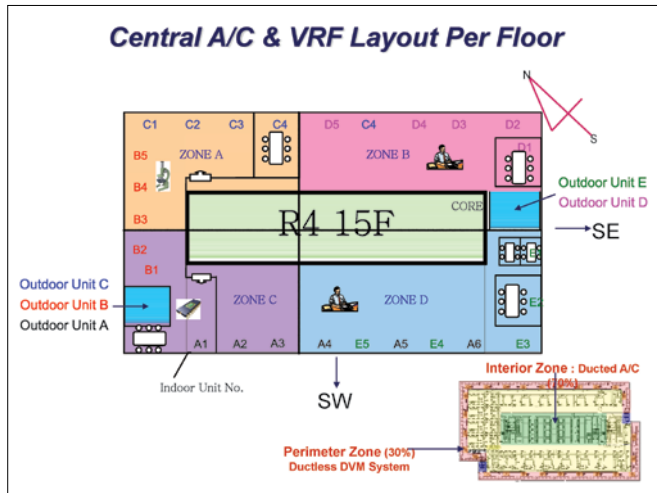 Central A/C & VRF Layout Per Floor
N
S
C1 C2 C3 C4 D5 C4 D4 D3 D2
ZONE A ZONE B D1
B5
B4
B3
CORE
R4 15F
Outdoor Unit E
Outdoor Unit D
SE
B2
B1
E
Outdoor Unit C
Outdoor Unit B
Outdoor Unit A
ZONE C ZONE D E2
A1 A2 A3 A4 E5 A5 E4 A6 E3
Indoor Unit No.
SW
Interior Zone : Ducted A/C
(70%)
Perimeter Zone (30%)
Ductless DVM System